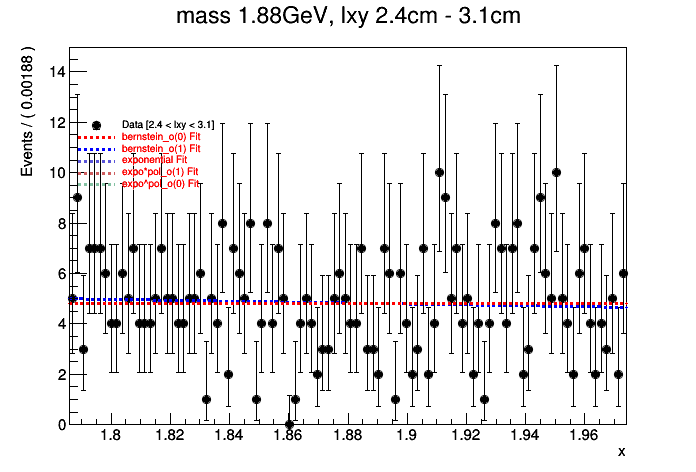 mass 1.88GeV, lxy 2.4cm - 3.1cm
Events / ( 0.00188 )
14
12
10
8
6
4
2
0
Data [2.4 < lxy < 3.1]
bernstein_o(0) Fit
bernstein_o(1) Fit
exponential Fit
expo*pol_o(1) Fit
expo^pol_o(0) Fit
1.8 1.82 1.84 1.86 1.88 1.9 1.92 1.94 1.96
x